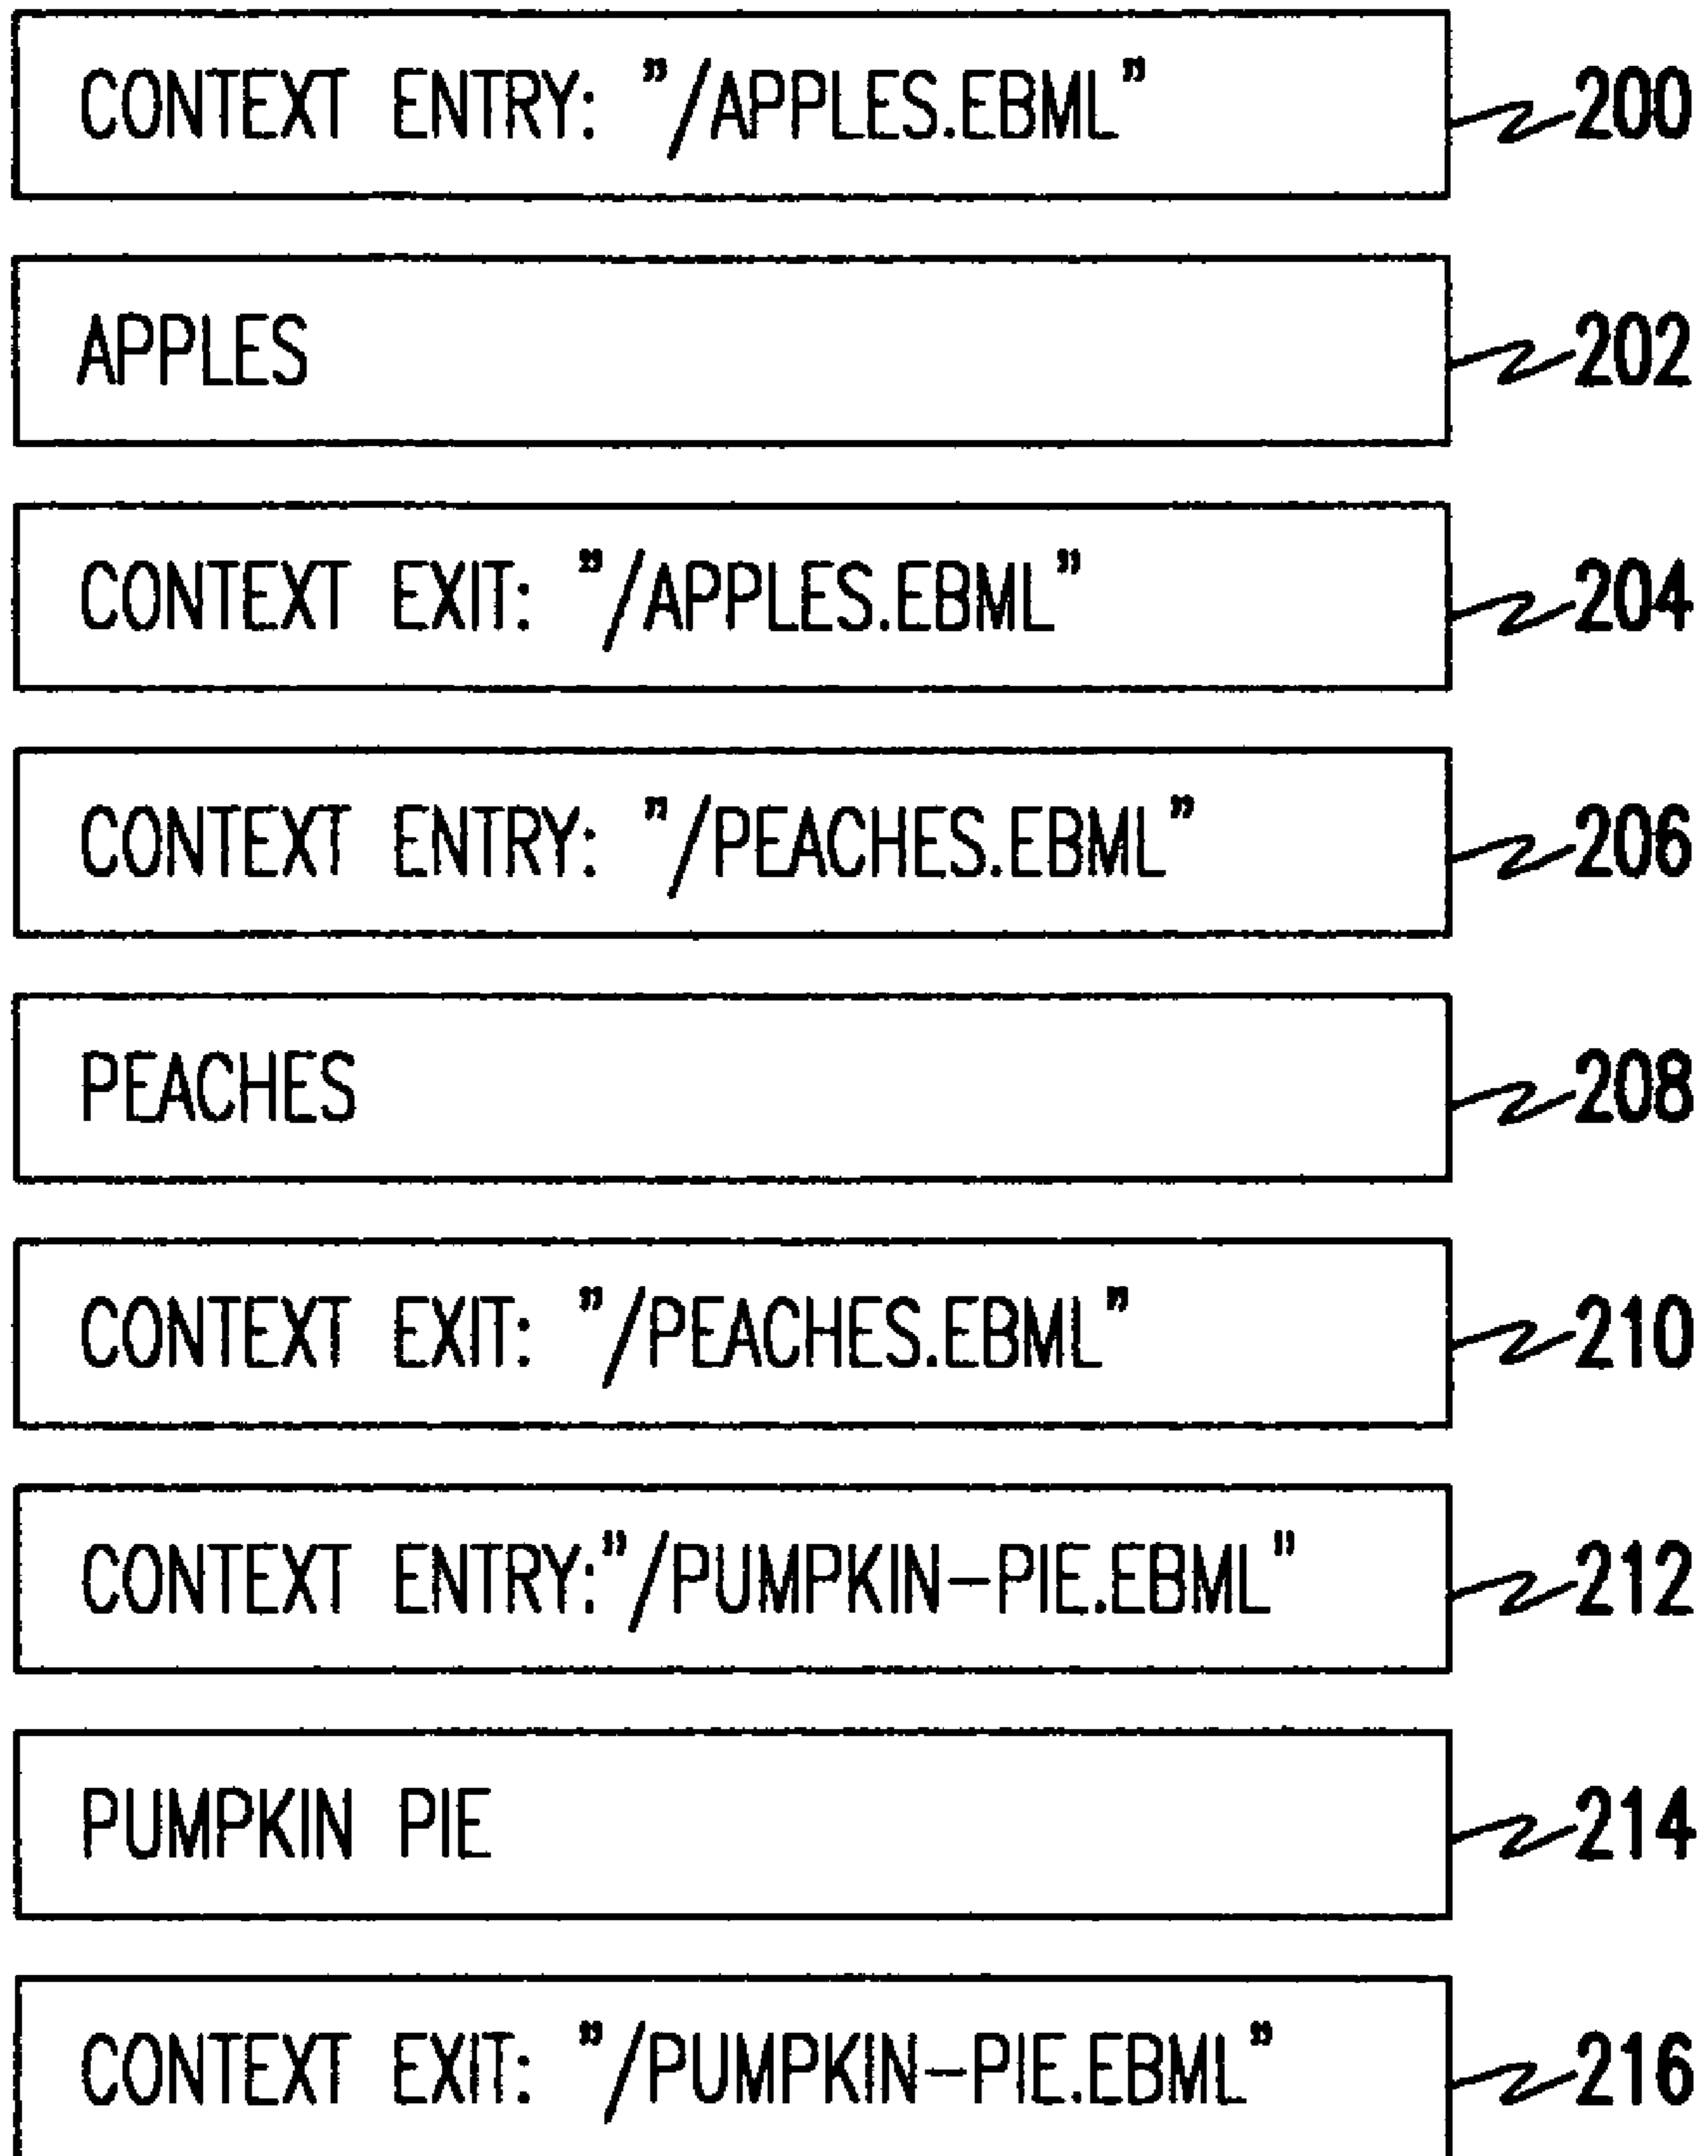 CONTEXT ENTRY: "/APPLES.EBML" 200
APPLES 202
CONTEXT EXIT: "/APPLES.EBML" 204
CONTEXT ENTRY: "/PEACHES.EBML" 206
PEACHES 208
CONTEXT EXIT: "/PEACHES.EBML" 210
CONTEXT ENTRY:"/PUMPKIN-PIE.EBML" 212
PUMPKIN PIE 214
CONTEXT EXIT: "/PUMPKIN-PIE.EBML" 216